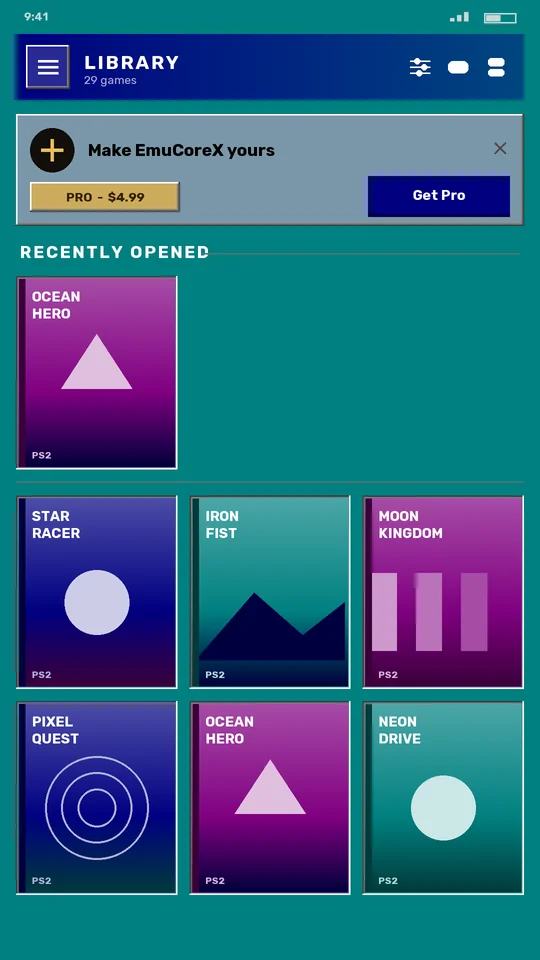 9:41
LIBRARY
29 games
Make EmuCoreX yours
PRO - $4.99
Get Pro
RECENTLY OPENED
OCEAN
HERO
PS2
STAR
RACER
PS2
IRON
FIST
PS2
MOON
KINGDOM
PS2
PIXEL
QUEST
PS2
OCEAN
HERO
PS2
NEON
DRIVE
PS2